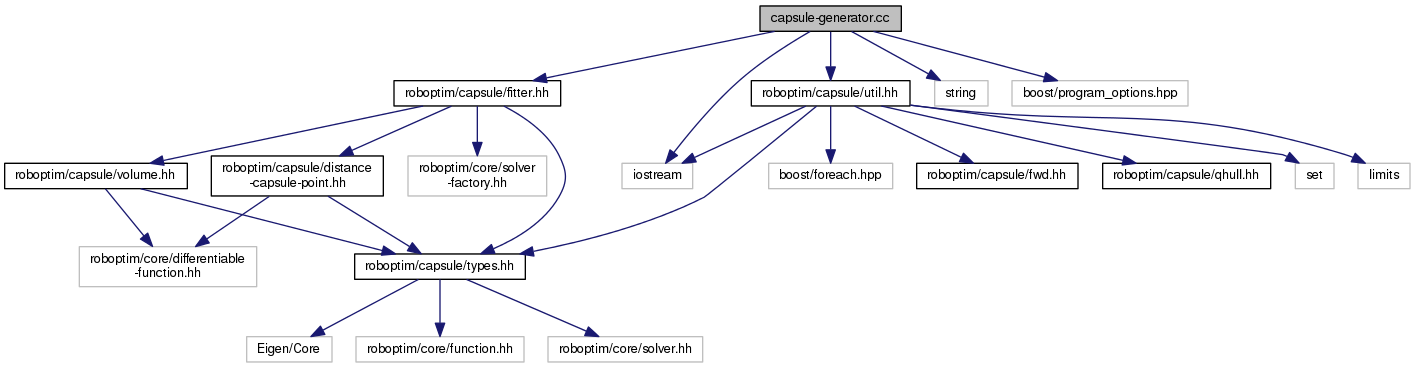 capsule-generator.cc
roboptim/capsule/fitter.hh
roboptim/capsule/util.hh
string
boost/program_options.hpp
roboptim/capsule/volume.hh
roboptim/capsule/distance
-capsule-point.hh
roboptim/core/solver
-factory.hh
iostream
boost/foreach.hpp
roboptim/capsule/fwd.hh
roboptim/capsule/qhull.hh
set
limits
roboptim/core/differentiable
-function.hh
roboptim/capsule/types.hh
Eigen/Core
roboptim/core/function.hh
roboptim/core/solver.hh